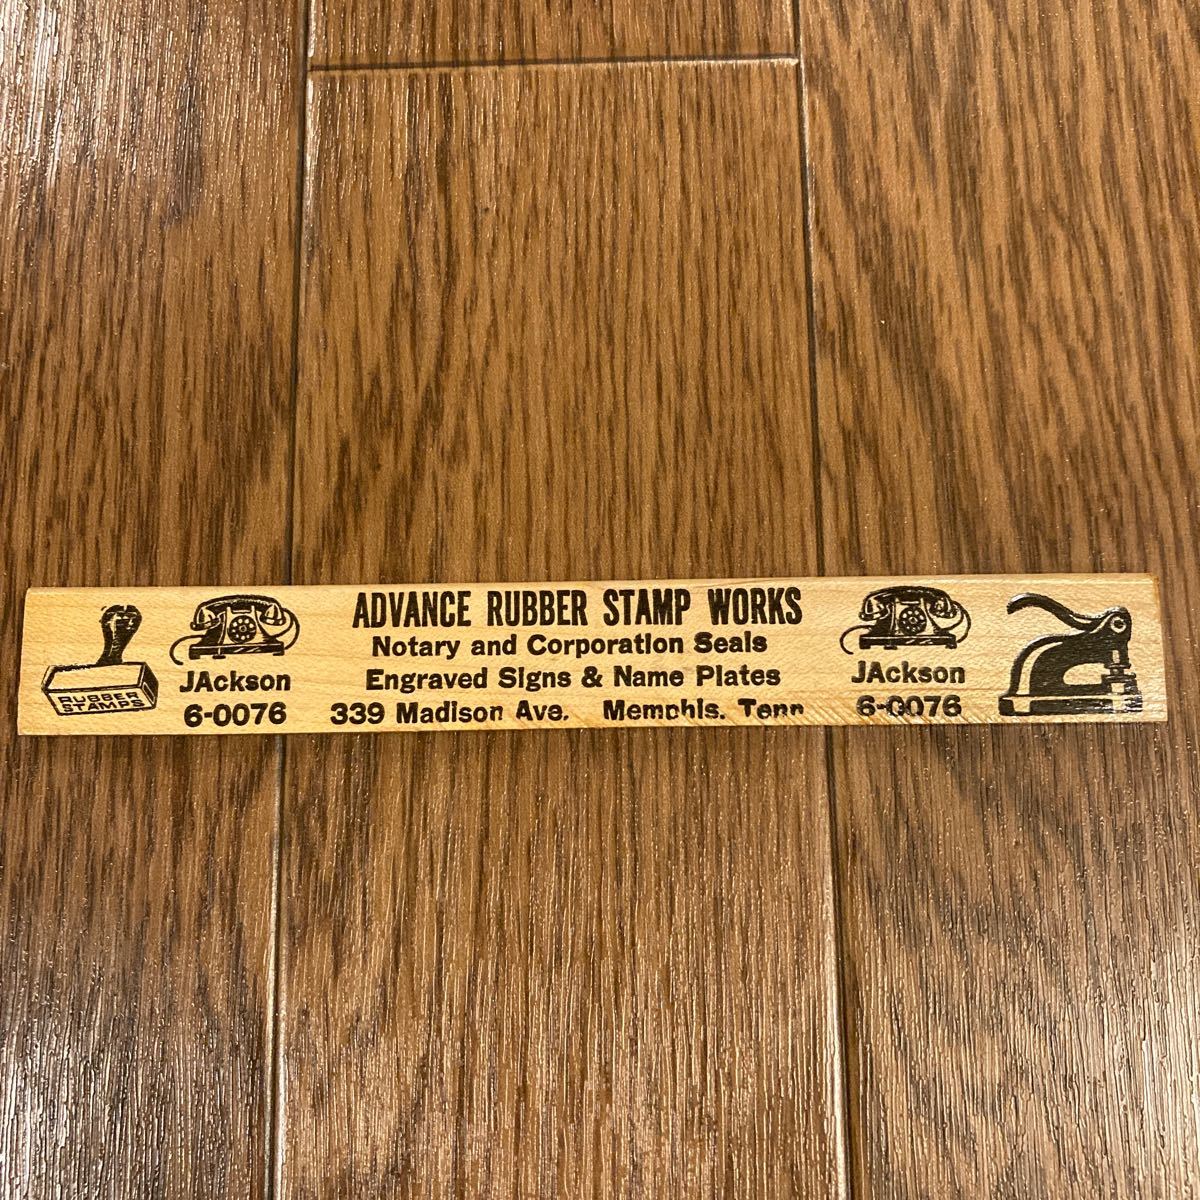 ADVANCE RUBBER STAMP WORKS
Notary and Corporation Seals
Engraved Signs & Name Plates
339 Madison Ave. Memphis, Tenn
JAckson
6-0076
JAckson
6-0076
RUBBER
STAMPS